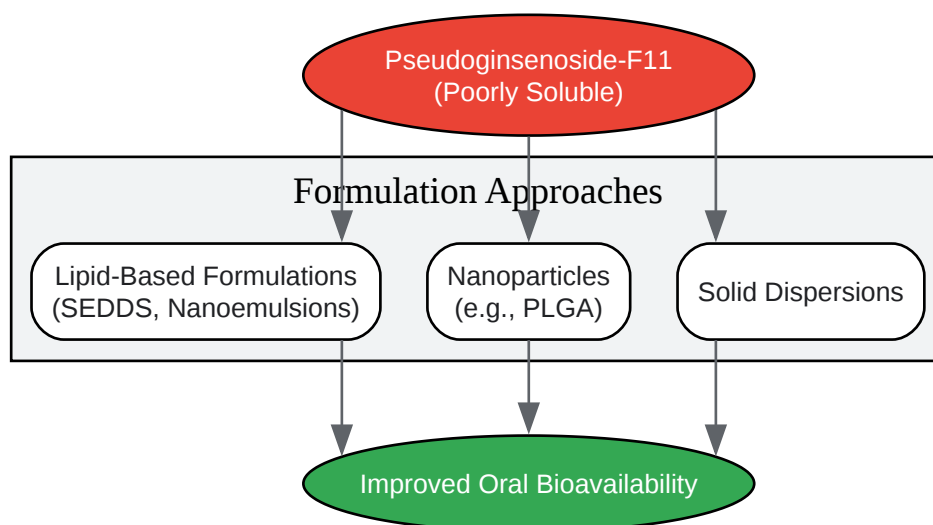 Pseudoginsenoside-F11
(Poorly Soluble)
Formulation Approaches
Lipid-Based Formulations
(SEDDS, Nanoemulsions)
Nanoparticles
(e.g., PLGA)
Solid Dispersions
Improved Oral Bioavailability